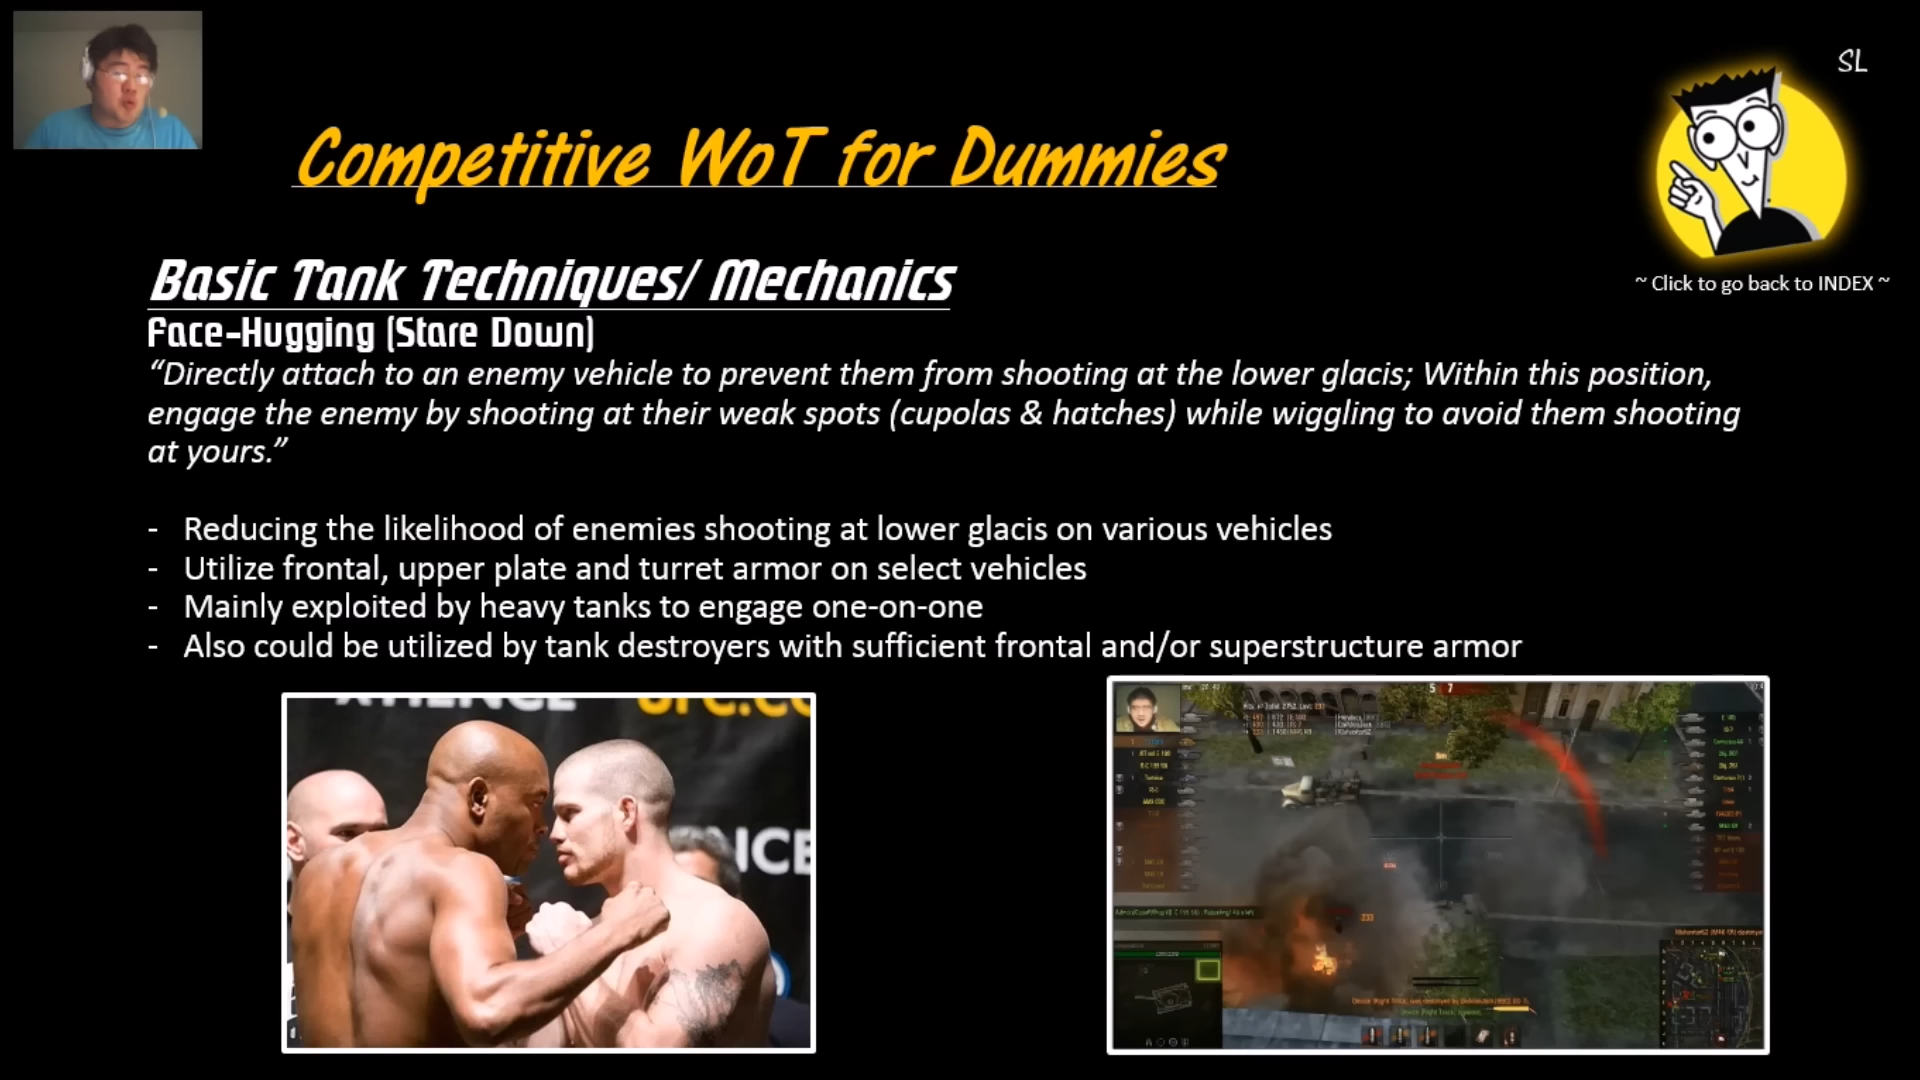 SL
Competitive WoT for Dummies
~ Click to go back to INDEX ~
Basic Tank Techniques/ Mechanics
Face-Hugging (Stare Down)
“Directly attach to an enemy vehicle to prevent them from shooting at the lower glacis; Within this position,
engage the enemy by shooting at their weak spots (cupolas & hatches) while wiggling to avoid them shooting
at yours.”
- Reducing the likelihood of enemies shooting at lower glacis on various vehicles
- Utilize frontal, upper plate and turret armor on select vehicles
- Mainly exploited by heavy tanks to engage one-on-one
- Also could be utilized by tank destroyers with sufficient frontal and/or superstructure armor
5 7
233